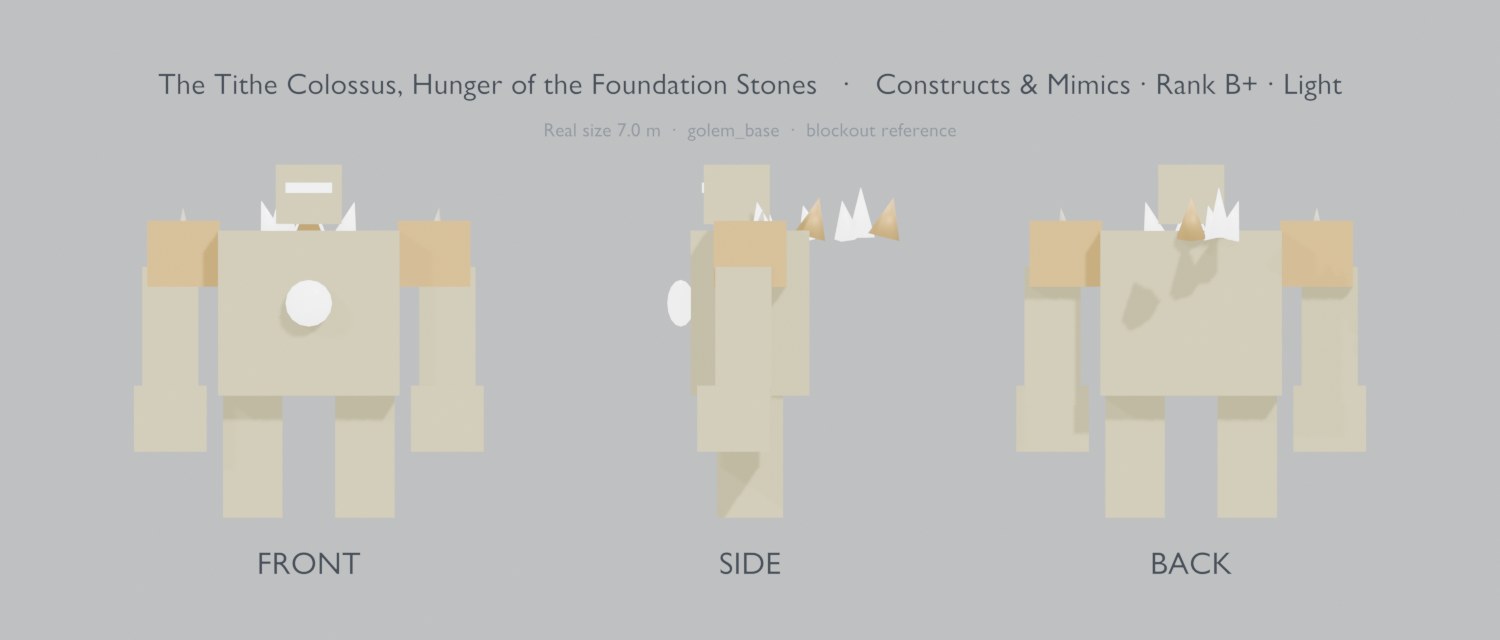 The Tithe Colossus, Hunger of the Foundation Stones · Constructs & Mimics · Rank B+ · Light
Real size 7.0 m · golem_base · blockout reference
FRONT
SIDE
BACK